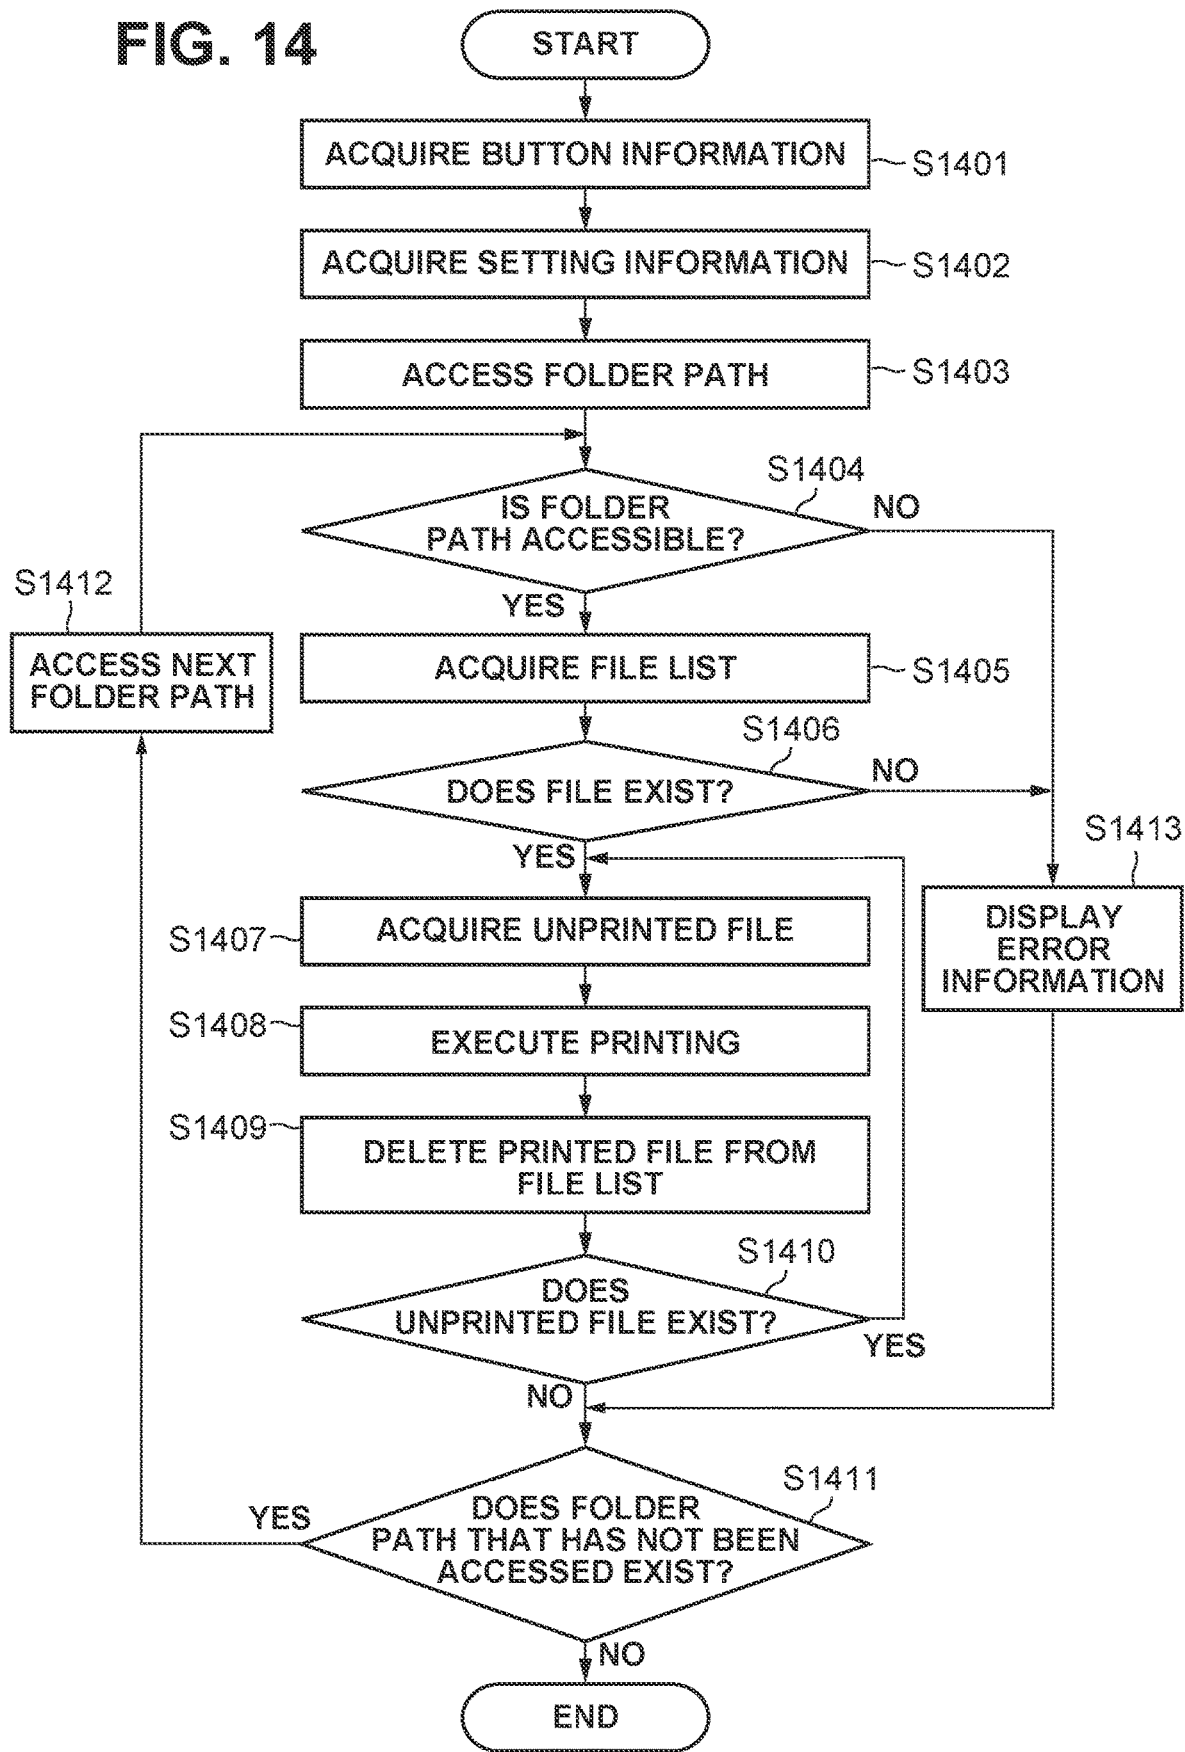 FIG. 14
START
ACQUIRE BUTTON INFORMATION
S1401
ACQUIRE SETTING INFORMATION
S1402
ACCESS FOLDER PATH
S1403
S1404
IS FOLDER
PATH ACCESSIBLE?
NO
YES
S1412
ACCESS NEXT
FOLDER PATH
ACQUIRE FILE LIST
S1405
S1406
DOES FILE EXIST?
NO
YES
S1413
DISPLAY
ERROR
INFORMATION
S1407
ACQUIRE UNPRINTED FILE
S1408
EXECUTE PRINTING
S1409
DELETE PRINTED FILE FROM
FILE LIST
S1410
DOES
UNPRINTED FILE EXIST?
YES
NO
S1411
DOES FOLDER
PATH THAT HAS NOT BEEN
ACCESSED EXIST?
YES
NO
END